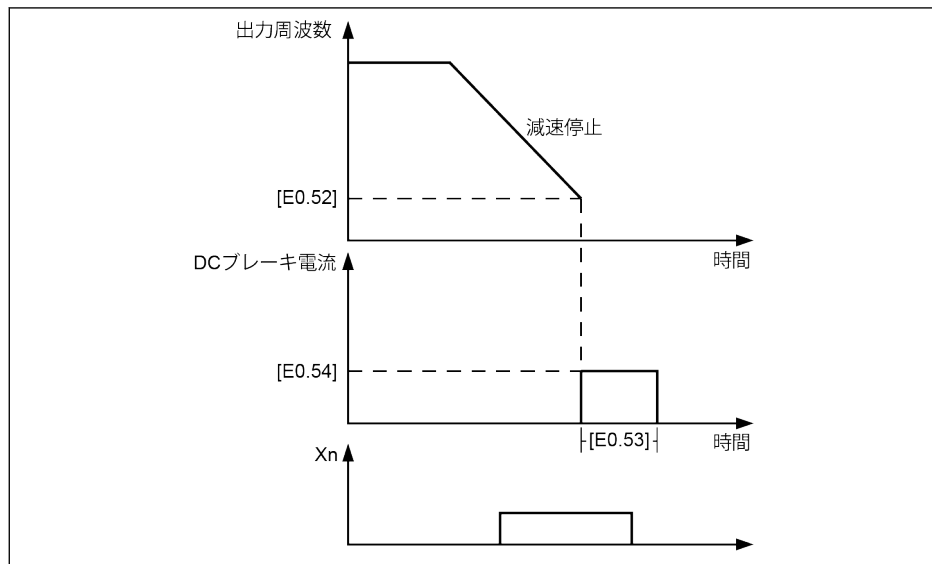 出力周波数
減速停止
[E0.52]
時間
DCブレーキ電流
[E0.54]
[E0.53]
時間
Xn